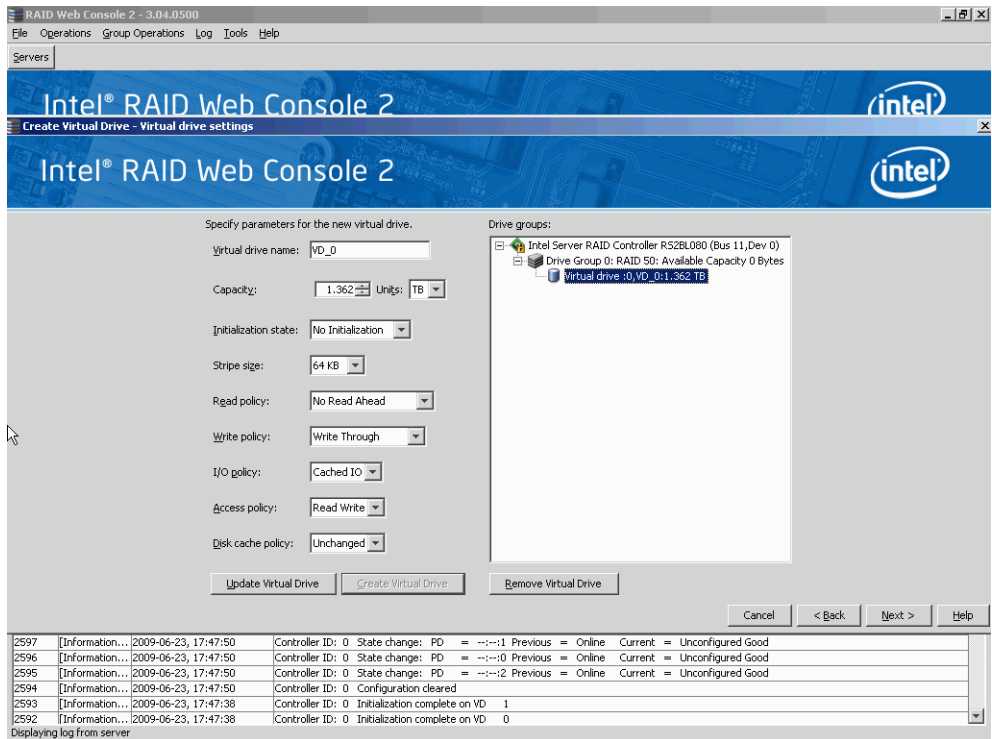 RAID Web Console 2 - 3.04.0500
File Operations Group Operations Log Tools Help
Servers
Intel® RAID Web Console 2
(intel)
Create Virtual Drive - Virtual drive settings
Intel® RAID Web Console 2
(intel)
Specify parameters for the new virtual drive.
Virtual drive name: VD_0
Capacity: 1.362 Units: TB
Initialization state: No Initialization
Stripe size: 64 KB
Read policy: No Read Ahead
Write policy: Write Through
I/O policy: Cached IO
Access policy: Read Write
Disk cache policy: Unchanged
Update Virtual Drive Create Virtual Drive
Drive groups:
Intel Server RAID Controller RS2BL080 (Bus 11,Dev 0)
Drive Group 0: RAID 50: Available Capacity 0 Bytes
Virtual drive :0,VD_0:1.362 TB
Remove Virtual Drive
Cancel < Back Next > Help
2597 [Information... 2009-06-23, 17:47:50 Controller ID: 0 State change: PD = --:--:1 Previous = Online Current = Unconfigured Good
2596 [Information... 2009-06-23, 17:47:50 Controller ID: 0 State change: PD = --:--:0 Previous = Online Current = Unconfigured Good
2595 [Information... 2009-06-23, 17:47:50 Controller ID: 0 State change: PD = --:--:2 Previous = Online Current = Unconfigured Good
2594 [Information... 2009-06-23, 17:47:50 Controller ID: 0 Configuration cleared
2593 [Information... 2009-06-23, 17:47:38 Controller ID: 0 Initialization complete on VD 1
2592 [Information... 2009-06-23, 17:47:38 Controller ID: 0 Initialization complete on VD 0
Displaying log from server